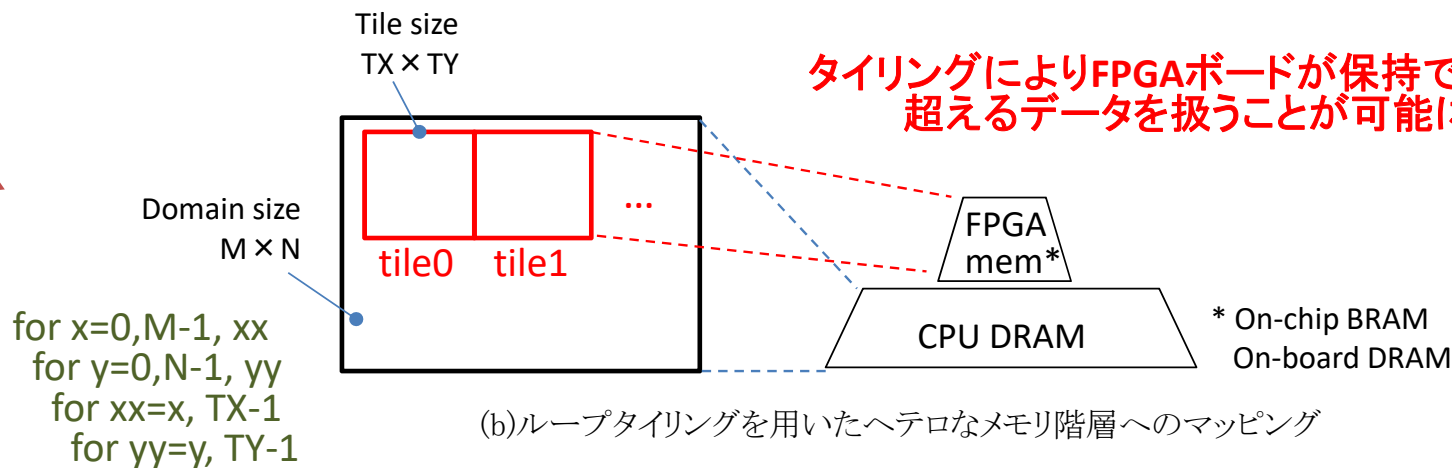 Tile size
TX×TY
タイリングによりFPGAボードが保持で
超えるデータを扱うことが可能に
Domain size
M×N
...
tile0 tile1
FPGA
mem*
CPU DRAM
* On-chip BRAM
On-board DRAM
for x=0,M-1, xx
for y=0,N-1, yy
for xx=x, TX-1
for yy=y, TY-1
(b)ループタイリングを用いたヘテロなメモリ階層へのマッピング